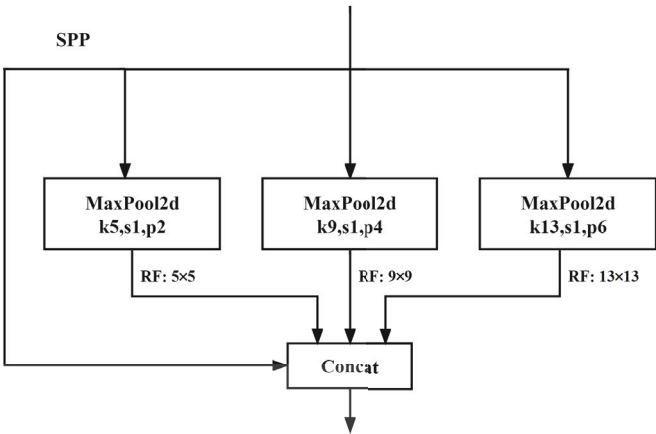 SPP
MaxPool2d
k5,s1,p2
MaxPool2d
k9,s1,p4
MaxPool2d
k13,s1,p6
RF: 5×5
RF: 9×9
RF: 13×13
Concat